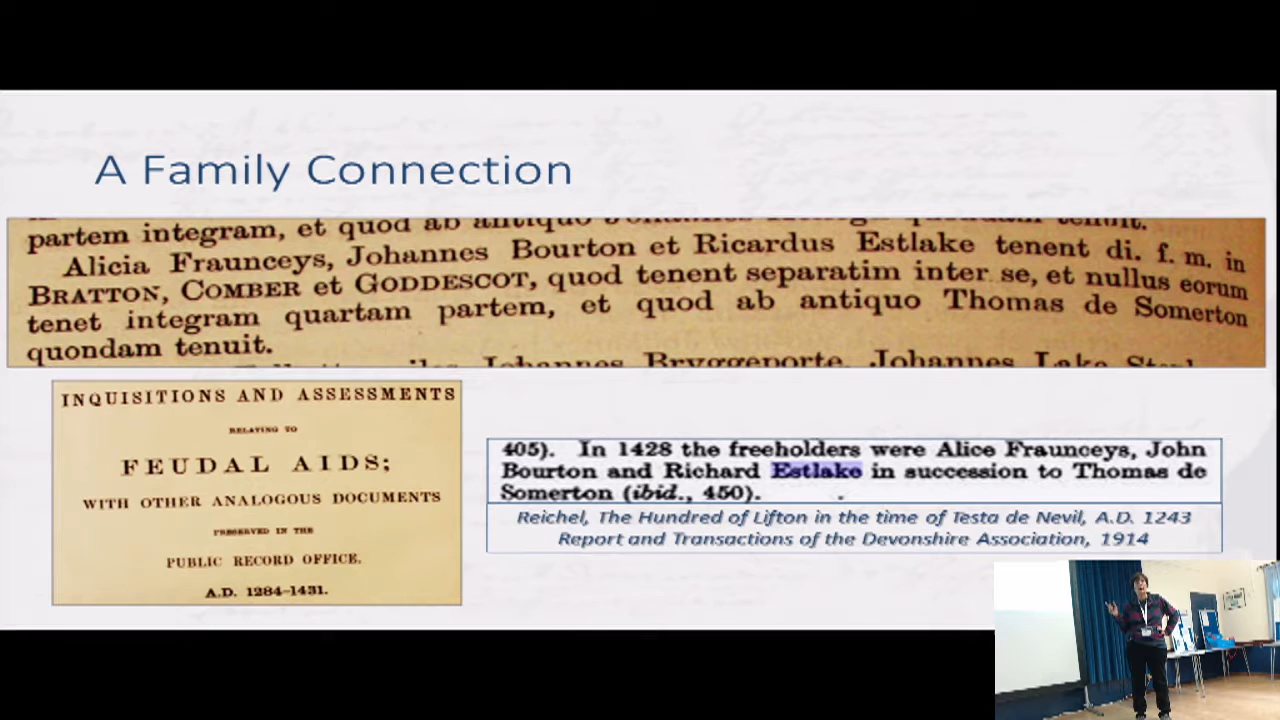 A Family Connection
partem integram, et quod ab antiquo tenuit.
Alicia Fraunceys, Johannes Bourton et Ricardus Estlake tenent di. f. m. in
BRATTON, COMBER et GODDESCOT, quod tenent separatim inter se, et nullus eorum
tenet integram quartam partem, et quod ab antiquo Thomas de Somerton
quondam tenuit.
Johannes Bryggeporte, Johannes Lake
INQUISITIONS AND ASSESSMENTS
RELATING TO
FEUDAL AIDS;
WITH OTHER ANALOGOUS DOCUMENTS
PRESERVED IN THE
PUBLIC RECORD OFFICE.
A.D. 1284–1431.
405). In 1428 the freeholders were Alice Fraunceys, John
Bourton and Richard Estlake in succession to Thomas de
Somerton (ibid., 450).
Reichel, The Hundred of Lifton in the time of Testa de Nevil, A.D. 1243
Report and Transactions of the Devonshire Association, 1914